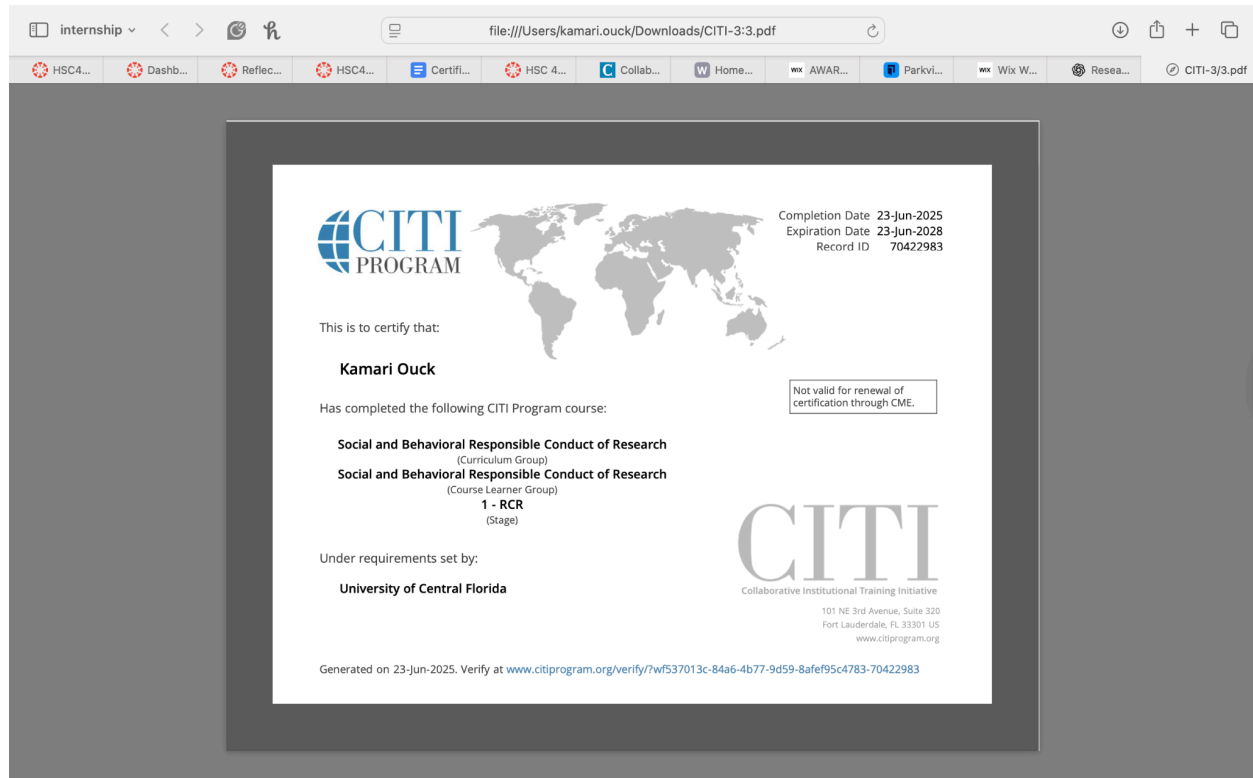 internship
file:///Users/kamari.ouck/Downloads/CITI-3:3.pdf
HSC4...
Dashb...
Reflec...
HSC4...
Certifi...
HSC 4...
Collab...
Home...
WIX AWAR...
Parkvi...
WIX Wix W...
Resea...
CITI-3/3.pdf
CITI
PROGRAM
Completion Date 23-Jun-2025
Expiration Date 23-Jun-2028
Record ID 70422983
This is to certify that:
Kamari Ouck
Not valid for renewal of
certification through CME.
Has completed the following CITI Program course:
Social and Behavioral Responsible Conduct of Research
(Curriculum Group)
Social and Behavioral Responsible Conduct of Research
(Course Learner Group)
1 - RCR
(Stage)
Under requirements set by:
University of Central Florida
CITI
Collaborative Institutional Training Initiative
101 NE 3rd Avenue, Suite 320
Fort Lauderdale, FL 33301 US
www.citiprogram.org
Generated on 23-Jun-2025. Verify at www.citiprogram.org/verify/?wf537013c-84a6-4b77-9d59-8afef95c4783-70422983